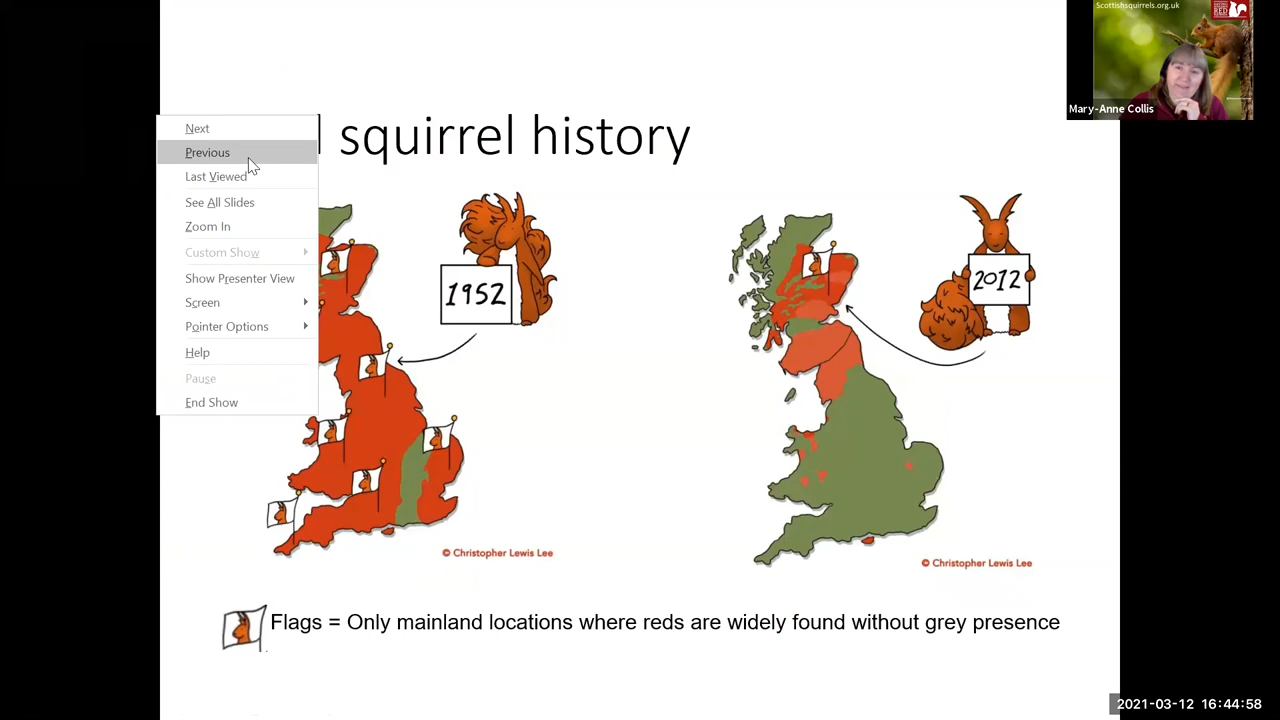 Scottishsquirrels.org.uk
RED
Mary-Anne Collis
squirrel history
Next
Previous
Last Viewed
See All Slides
Zoom In
Custom Show
Show Presenter View
Screen
Pointer Options
Help
Pause
End Show
1952
2012
© Christopher Lewis Lee
© Christopher Lewis Lee
Flags = Only mainland locations where reds are widely found without grey presence
2021-03-12 16:44:58